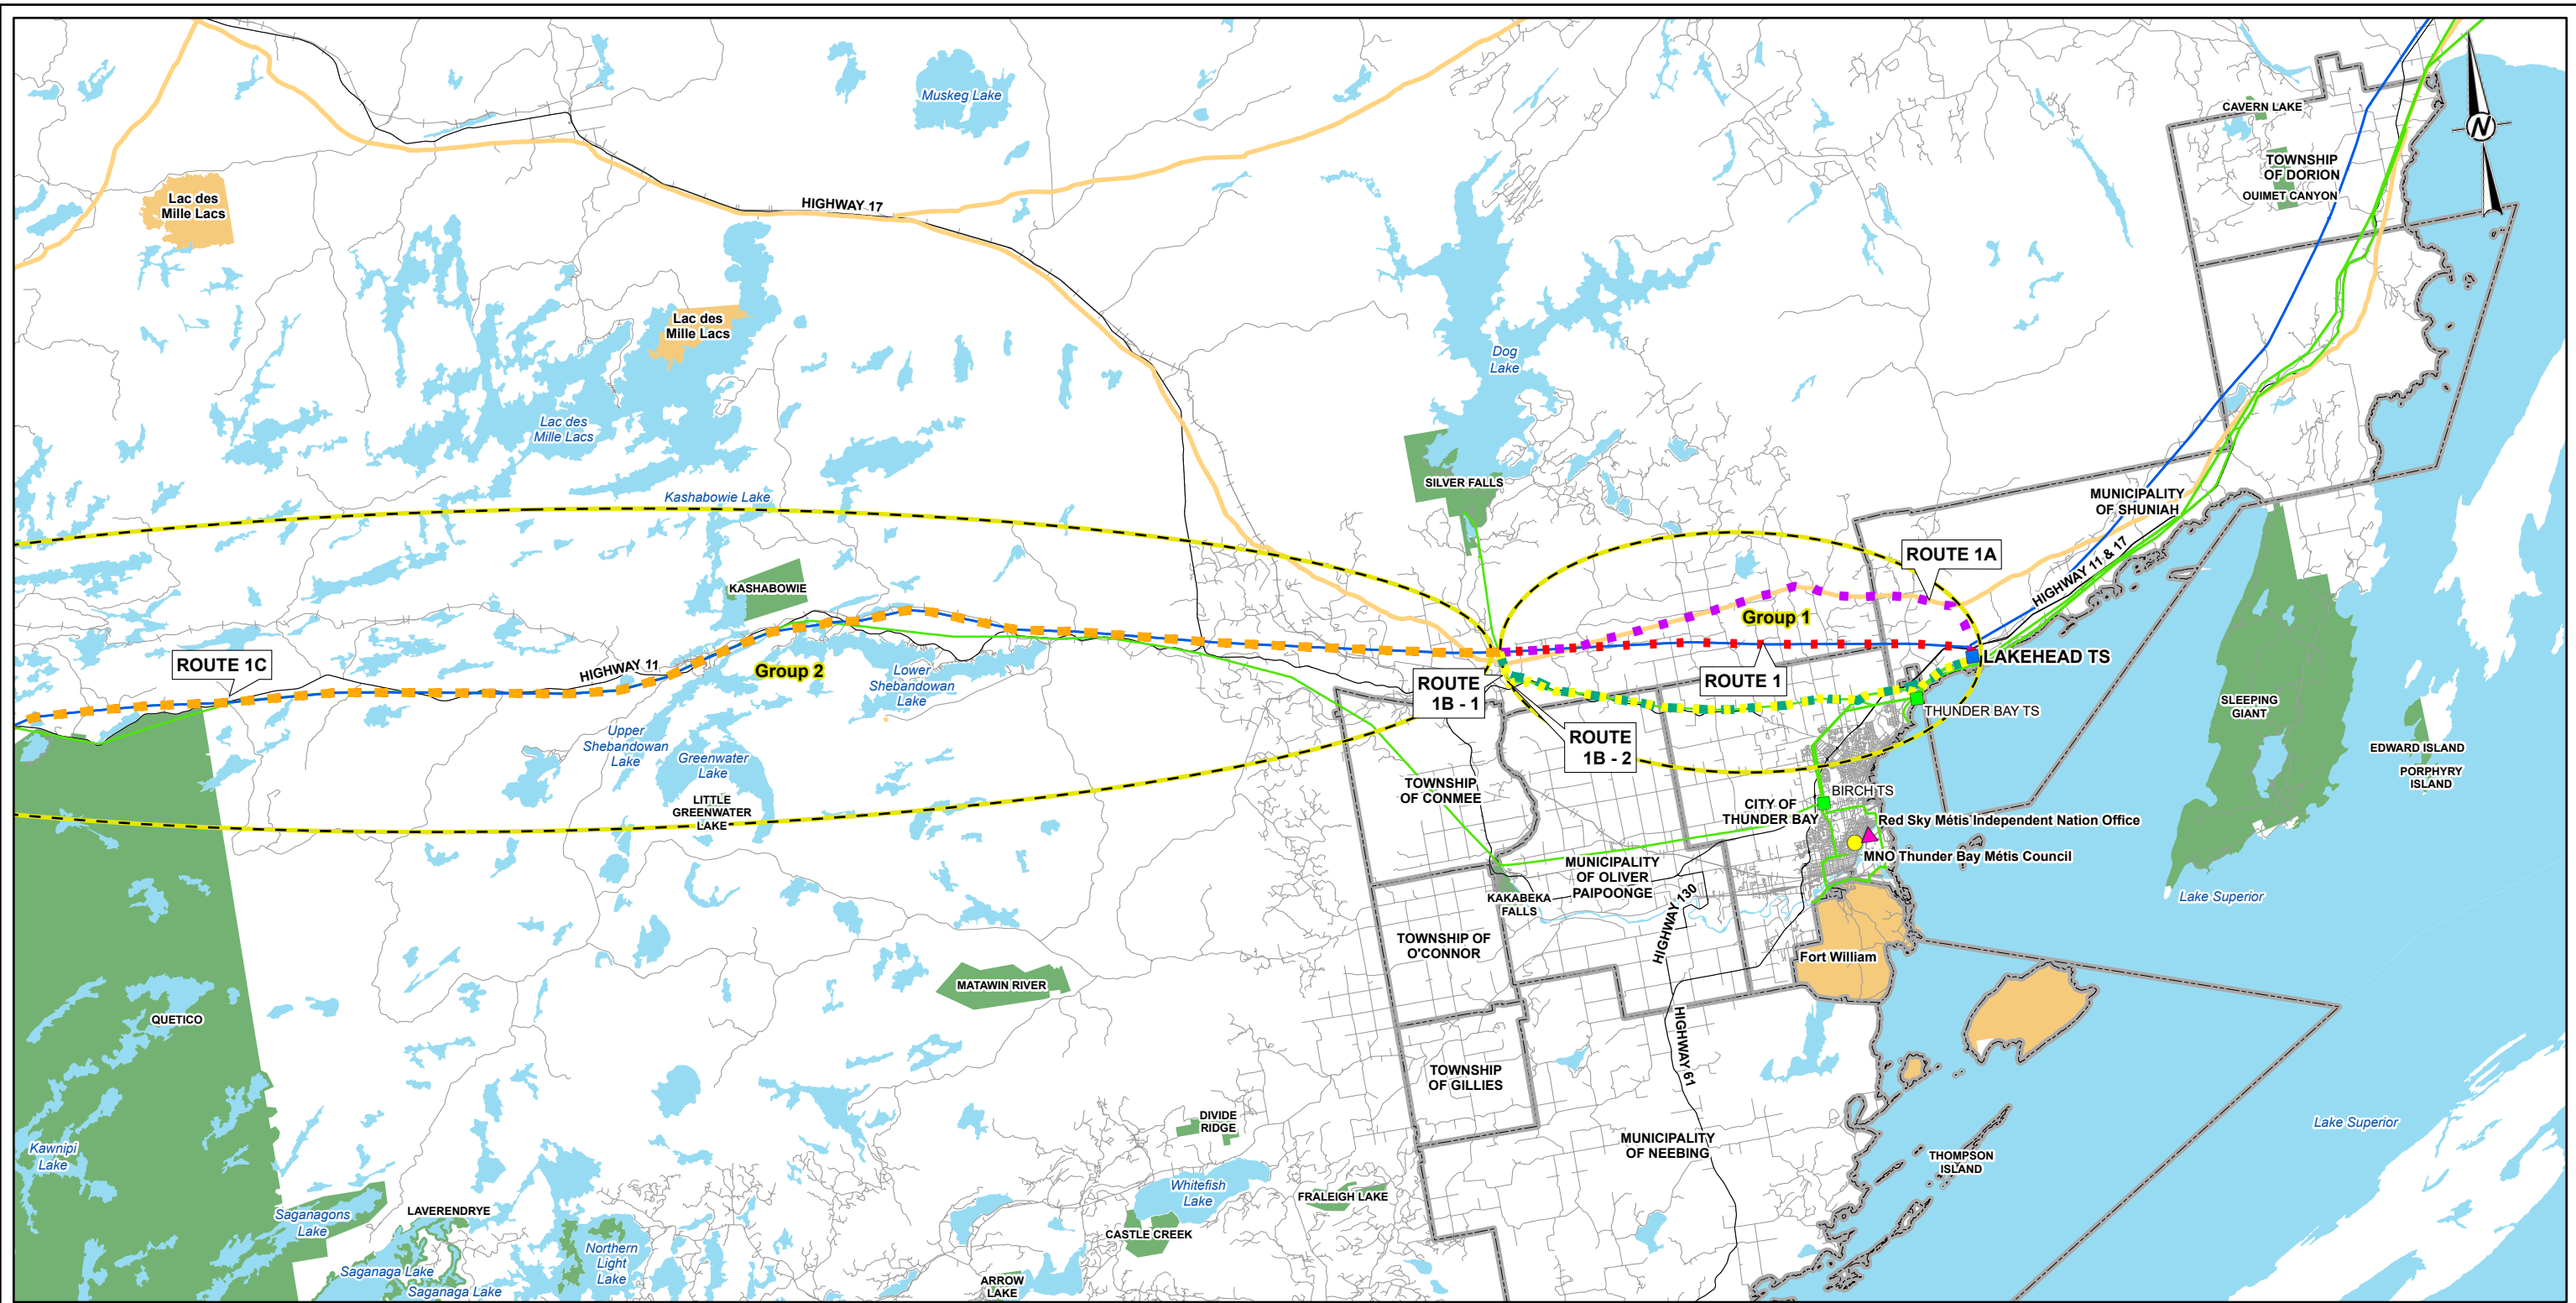 CAVERN LAKE
Muskeg Lake
N
TOWNSHIP
OF DORION
OUIMET CANYON
Lac des
Mille Lacs
HIGHWAY 17
Lac des
Mille Lacs
Dog
Lake
Lac des
Mille Lacs
SILVER FALLS
Kashabowie Lake
MUNICIPALITY
OF SHUNIAH
ROUTE 1A
HIGHWAY 11 & 17
KASHABOWIE
Group 1
ROUTE 1C
HIGHWAY 11
Group 2
Lower
Shebandowan
Lake
LAKEHEAD TS
ROUTE
1B - 1
ROUTE 1
SLEEPING
GIANT
THUNDER BAY TS
Upper
Shebandowan
Lake
ROUTE
1B - 2
EDWARD ISLAND
Greenwater
Lake
PORPHYRY
ISLAND
TOWNSHIP
OF CONMEE
BIRCH TS
LITTLE
GREENWATER
LAKE
CITY OF
THUNDER BAY
Red Sky Métis Independent Nation Office
MNO Thunder Bay Métis Council
MUNICIPALITY
OF OLIVER
PAIPOONGE
KAKABEKA
FALLS
HIGHWAY 130
Lake Superior
TOWNSHIP OF
O'CONNOR
Fort William
MATAWIN RIVER
QUETICO
HIGHWAY 61
TOWNSHIP
OF GILLIES
DIVIDE
RIDGE
Lake Superior
MUNICIPALITY
OF NEEBING
Kawnipi
Lake
THOMPSON
ISLAND
Whitefish
Lake
FRALEIGH LAKE
Saganagons
Lake
LAVERENDRYE
CASTLE CREEK
Northern
Light
Lake
Saganaga Lake
Saganaga Lake
ARROW
LAKE